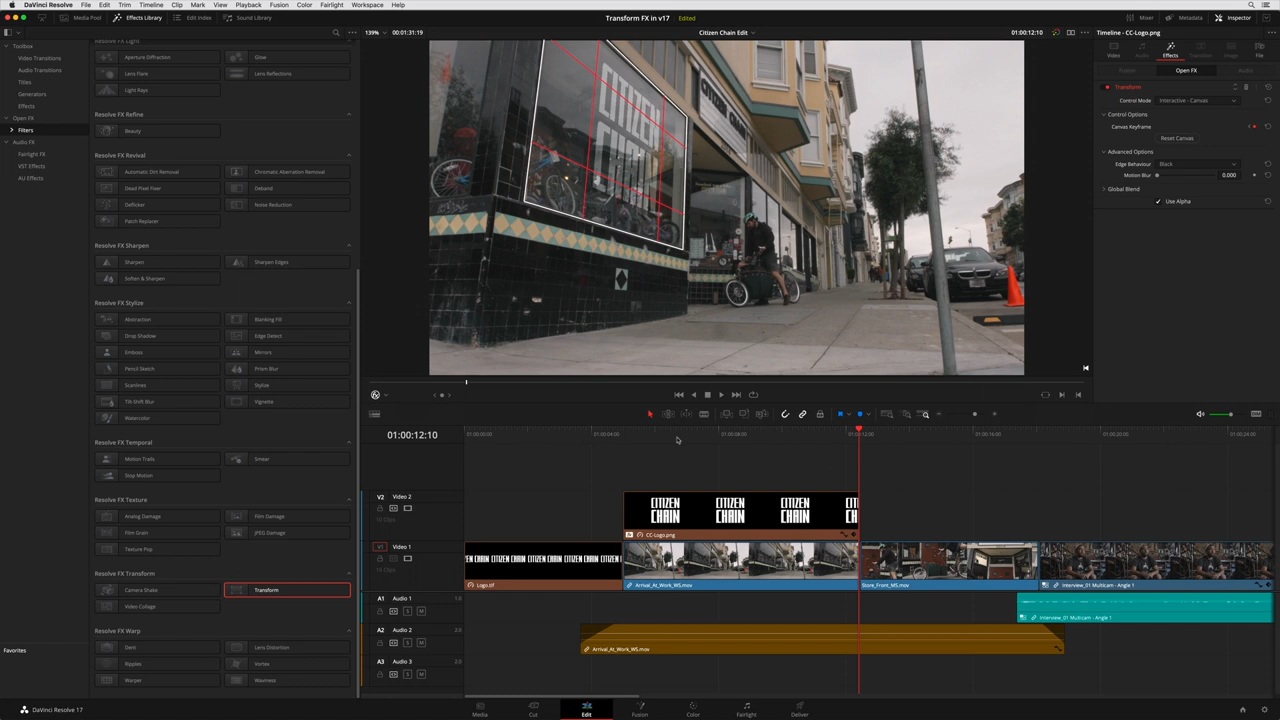 DaVinci Resolve File Edit Trim Timeline Clip Mark View Playback Fusion Color Fairlight Workspace Help
Media Pool Effects Library Edit Index Sound Library Transform FX in v17 Edited Mixer Metadata Inspector
139% 00:01:31:19 Citizen Chain Edit 01:00:12:10 Timeline - CC-Logo.png
Toolbox
Video Transitions
Audio Transitions
Titles
Generators
Effects
Open FX
Filters
Audio FX
Fairlight FX
VST Effects
AU Effects
Favorites
Resolve FX Light
Aperture Diffraction Glow
Lens Flare Lens Reflections
Light Rays
Resolve FX Refine
Beauty
Resolve FX Revival
Automatic Dirt Removal Chromatic Aberration Removal
Dead Pixel Fixer Deband
Deflicker Noise Reduction
Patch Replacer
Resolve FX Sharpen
Sharpen Sharpen Edges
Soften & Sharpen
Resolve FX Stylize
Abstraction Blanking Fill
Drop Shadow Edge Detect
Emboss Mirrors
Pencil Sketch Prism Blur
Scanlines Stylize
Tilt-Shift Blur Vignette
Watercolor
Resolve FX Temporal
Motion Trails Smear
Stop Motion
Resolve FX Texture
Analog Damage Film Damage
Film Grain JPEG Damage
Texture Pop
Resolve FX Transform
Camera Shake Transform
Video Collage
Resolve FX Warp
Dent Lens Distortion
Ripples Vortex
Warper Waviness
CITIZEN
CHAIN
CITIZEN CHAIN
Video Audio Effects Transition Image File
Fusion Open FX Audio
Transform
Control Mode Interactive - Canvas
Control Options
Canvas Keyframe
Reset Canvas
Advanced Options
Edge Behaviour Black
Motion Blur 0.000
Global Blend
Use Alpha
01:00:12:10 01:00:00:00 01:00:04:00 01:00:08:00 01:00:12:00 01:00:16:00 01:00:20:00 01:00:24:00
V2 Video 2
CITIZEN CITIZEN CITIZEN
CHAIN CHAIN CHAIN
CC-Logo.png
V1 Video 1
Logo.tif Arrival_At_Work_WS.mov Store_Front_MS.mov Interview_01 Multicam - Angle 1
A1 Audio 1 1.0
S M Interview_01 Multicam - Angle 1
A2 Audio 2 2.0
S M Arrival_At_Work_WS.mov
A3 Audio 3 2.0
S M
DaVinci Resolve 17 Media Cut Edit Fusion Color Fairlight Deliver